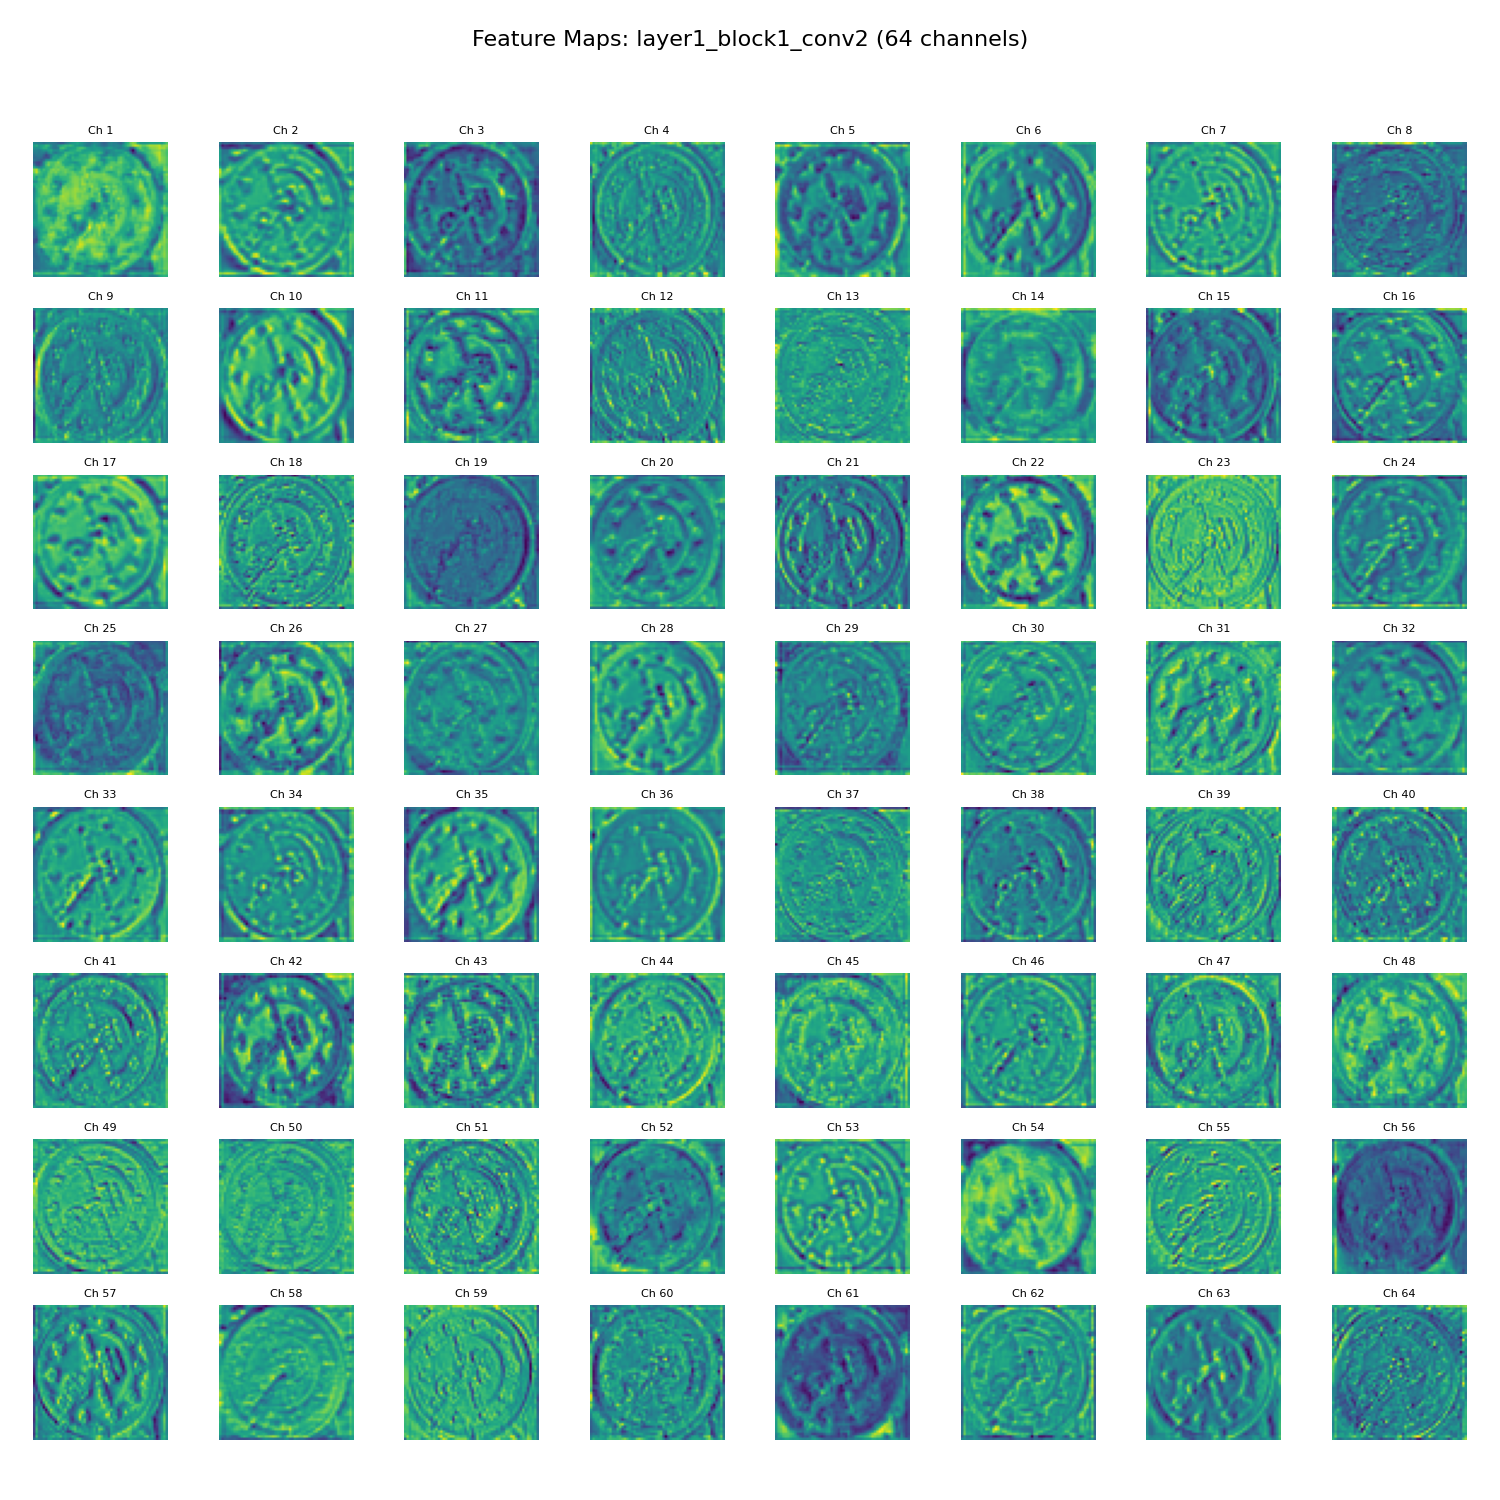 Feature Maps: layer1_block1_conv2 (64 channels)
Ch 1 Ch 2 Ch 3 Ch 4 Ch 5 Ch 6 Ch 7 Ch 8
Ch 9 Ch 10 Ch 11 Ch 12 Ch 13 Ch 14 Ch 15 Ch 16
Ch 17 Ch 18 Ch 19 Ch 20 Ch 21 Ch 22 Ch 23 Ch 24
Ch 25 Ch 26 Ch 27 Ch 28 Ch 29 Ch 30 Ch 31 Ch 32
Ch 33 Ch 34 Ch 35 Ch 36 Ch 37 Ch 38 Ch 39 Ch 40
Ch 41 Ch 42 Ch 43 Ch 44 Ch 45 Ch 46 Ch 47 Ch 48
Ch 49 Ch 50 Ch 51 Ch 52 Ch 53 Ch 54 Ch 55 Ch 56
Ch 57 Ch 58 Ch 59 Ch 60 Ch 61 Ch 62 Ch 63 Ch 64